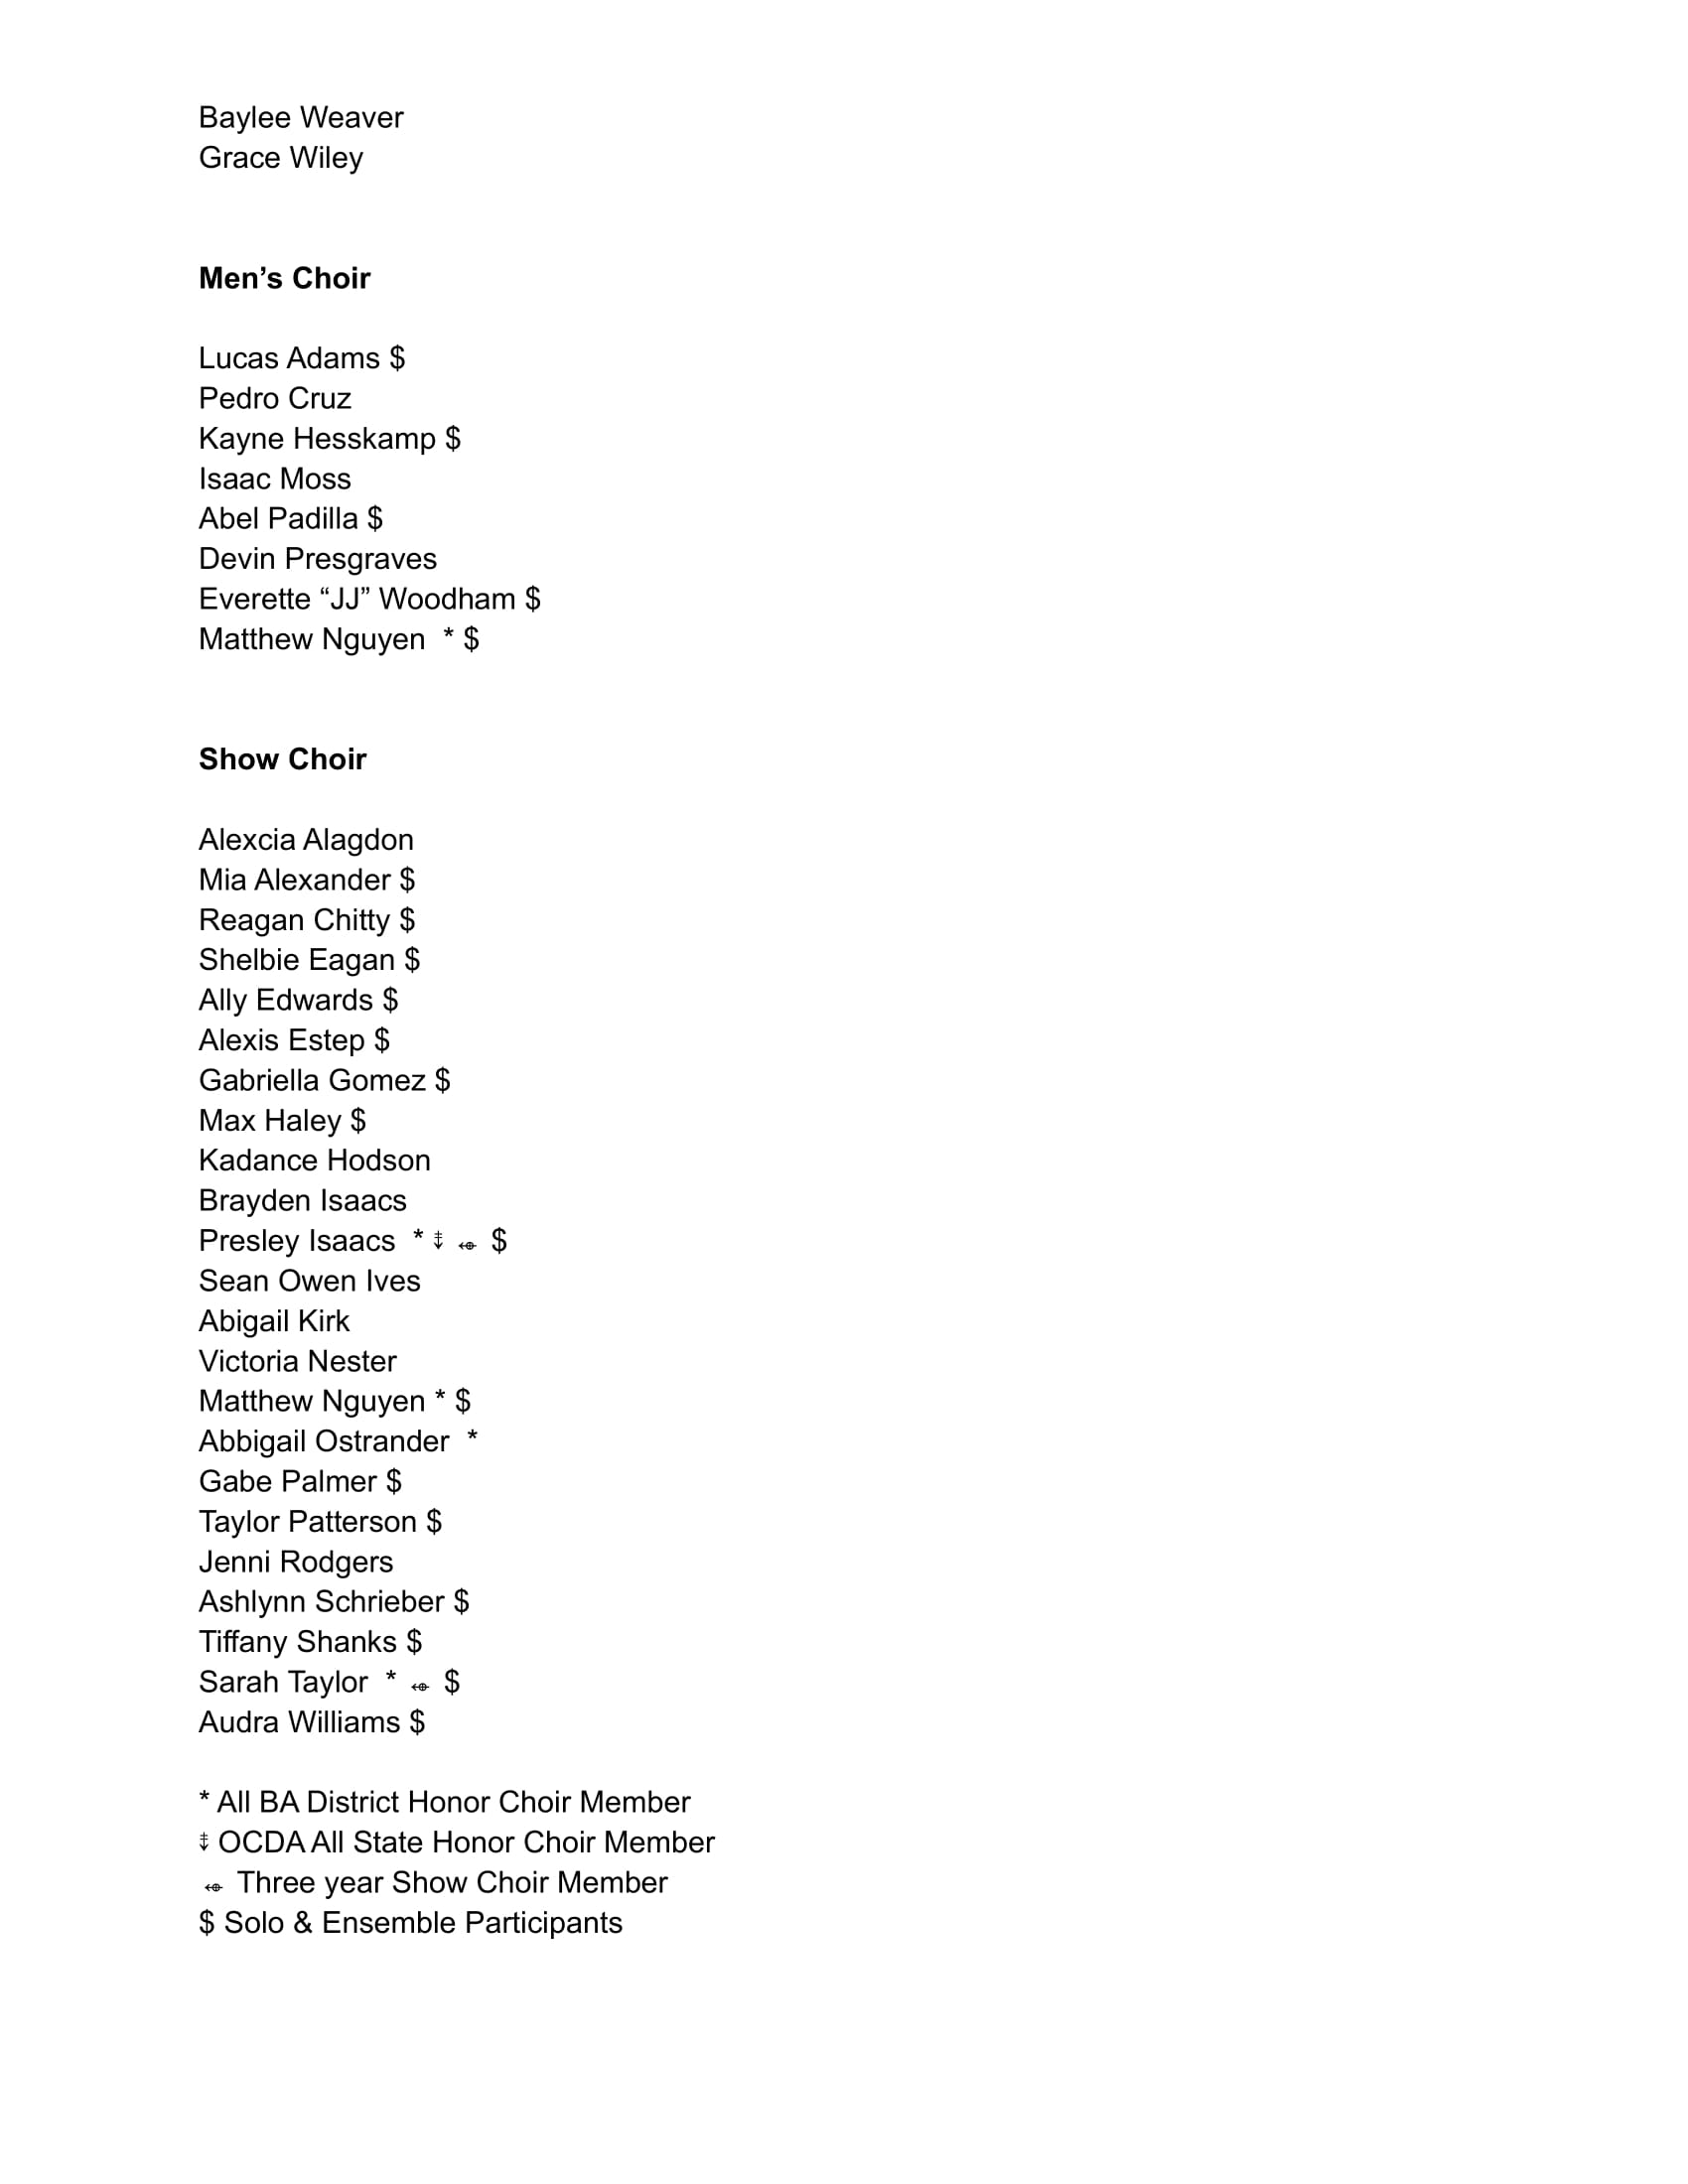 Baylee Weaver
Grace Wiley
Men’s Choir
Lucas Adams $
Pedro Cruz
Kayne Hesskamp $
Isaac Moss
Abel Padilla $
Devin Presgraves
Everette “JJ” Woodham $
Matthew Nguyen  * $
Show Choir
Alexcia Alagdon
Mia Alexander $
Reagan Chitty $
Shelbie Eagan $
Ally Edwards $
Alexis Estep $
Gabriella Gomez $
Max Haley $
Kadance Hodson
Brayden Isaacs
Presley Isaacs  * ⤈ ⬲ $
Sean Owen Ives
Abigail Kirk
Victoria Nester
Matthew Nguyen * $
Abbigail Ostrander  *
Gabe Palmer $
Taylor Patterson $
Jenni Rodgers
Ashlynn Schrieber $
Tiffany Shanks $
Sarah Taylor  * ⬲ $
Audra Williams $
* All BA District Honor Choir Member
⤈ OCDA All State Honor Choir Member
⬲ Three year Show Choir Member
$ Solo & Ensemble Participants